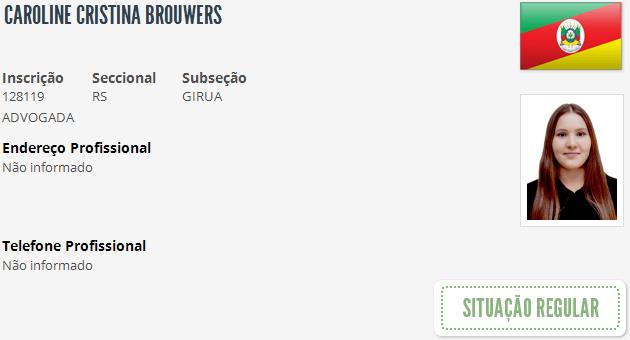 CAROLINE CRISTINA BROUWERS
Inscrição Seccional Subseção
128119 RS GIRUA
ADVOGADA
Endereço Profissional
Não informado
Telefone Profissional
Não informado
SITUAÇÃO REGULAR